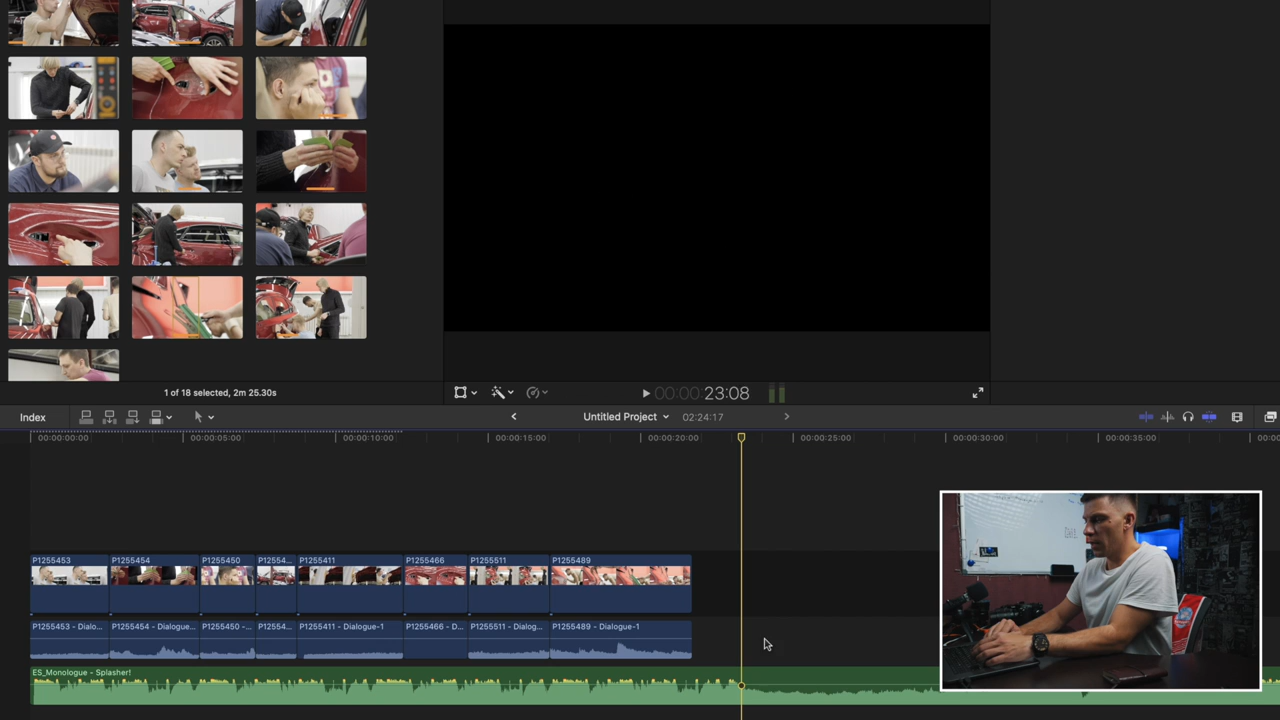 1 of 18 selected, 2m 25.30s
00:00:23:08
Index
Untitled Project
02:24:17
00:00:00:00
00:00:05:00
00:00:10:00
00:00:15:00
00:00:20:00
00:00:25:00
00:00:30:00
00:00:35:00
P1255453
P1255454
P1255450
P12554...
P1255411
P1255466
P1255511
P1255489
P1255453 - Dialo...
P1255454 - Dialogue...
P1255450 -...
P12554...
P1255411 - Dialogue-1
P1255466 - D...
P1255511 - Dialog...
P1255489 - Dialogue-1
ES_Monologue - Splasher!